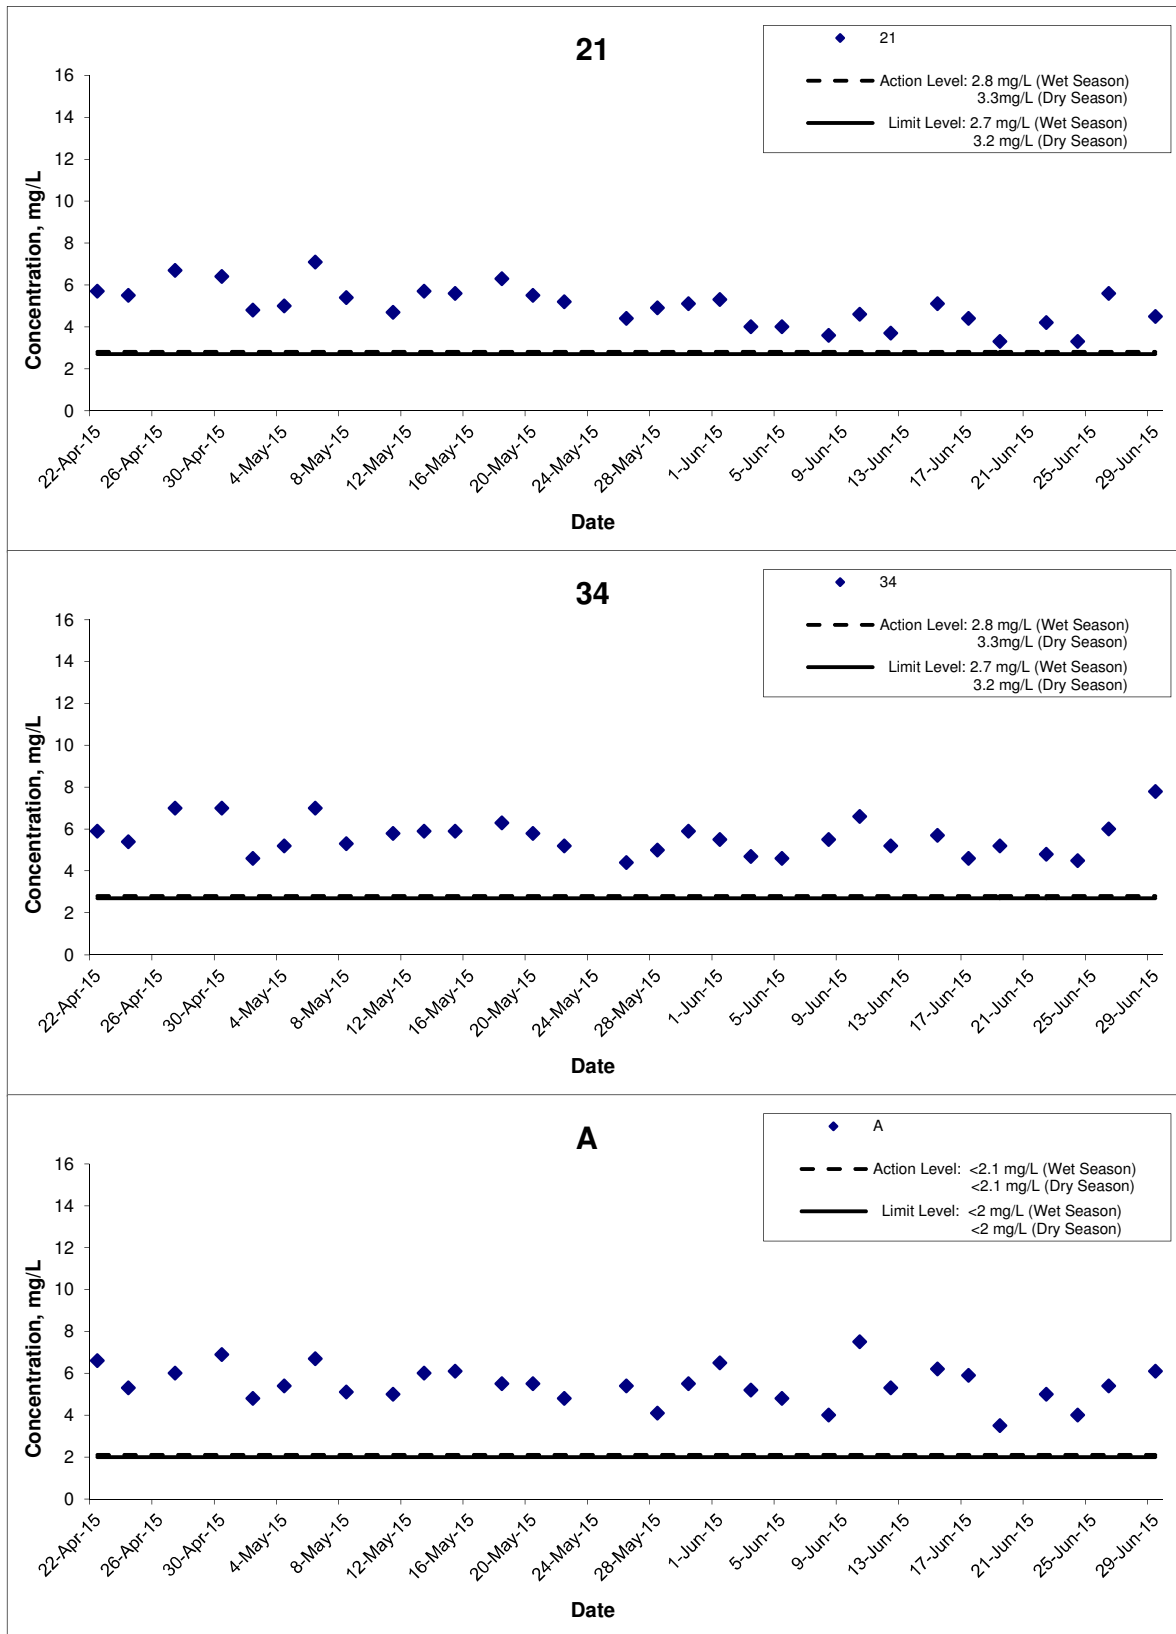 21
21
Action Level: 2.8 mg/L (Wet Season)
3.3mg/L (Dry Season)
Limit Level: 2.7 mg/L (Wet Season)
3.2 mg/L (Dry Season)
Concentration, mg/L
16
14
12
10
8
6
4
2
0
22-Apr-15
26-Apr-15
30-Apr-15
4-May-15
8-May-15
12-May-15
16-May-15
20-May-15
24-May-15
28-May-15
1-Jun-15
5-Jun-15
9-Jun-15
13-Jun-15
17-Jun-15
21-Jun-15
25-Jun-15
29-Jun-15
Date
34
34
Action Level: 2.8 mg/L (Wet Season)
3.3mg/L (Dry Season)
Limit Level: 2.7 mg/L (Wet Season)
3.2 mg/L (Dry Season)
Concentration, mg/L
16
14
12
10
8
6
4
2
0
22-Apr-15
26-Apr-15
30-Apr-15
4-May-15
8-May-15
12-May-15
16-May-15
20-May-15
24-May-15
28-May-15
1-Jun-15
5-Jun-15
9-Jun-15
13-Jun-15
17-Jun-15
21-Jun-15
25-Jun-15
29-Jun-15
Date
A
A
Action Level: <2.1 mg/L (Wet Season)
<2.1 mg/L (Dry Season)
Limit Level: <2 mg/L (Wet Season)
<2 mg/L (Dry Season)
Concentration, mg/L
16
14
12
10
8
6
4
2
0
22-Apr-15
26-Apr-15
30-Apr-15
4-May-15
8-May-15
12-May-15
16-May-15
20-May-15
24-May-15
28-May-15
1-Jun-15
5-Jun-15
9-Jun-15
13-Jun-15
17-Jun-15
21-Jun-15
25-Jun-15
29-Jun-15
Date